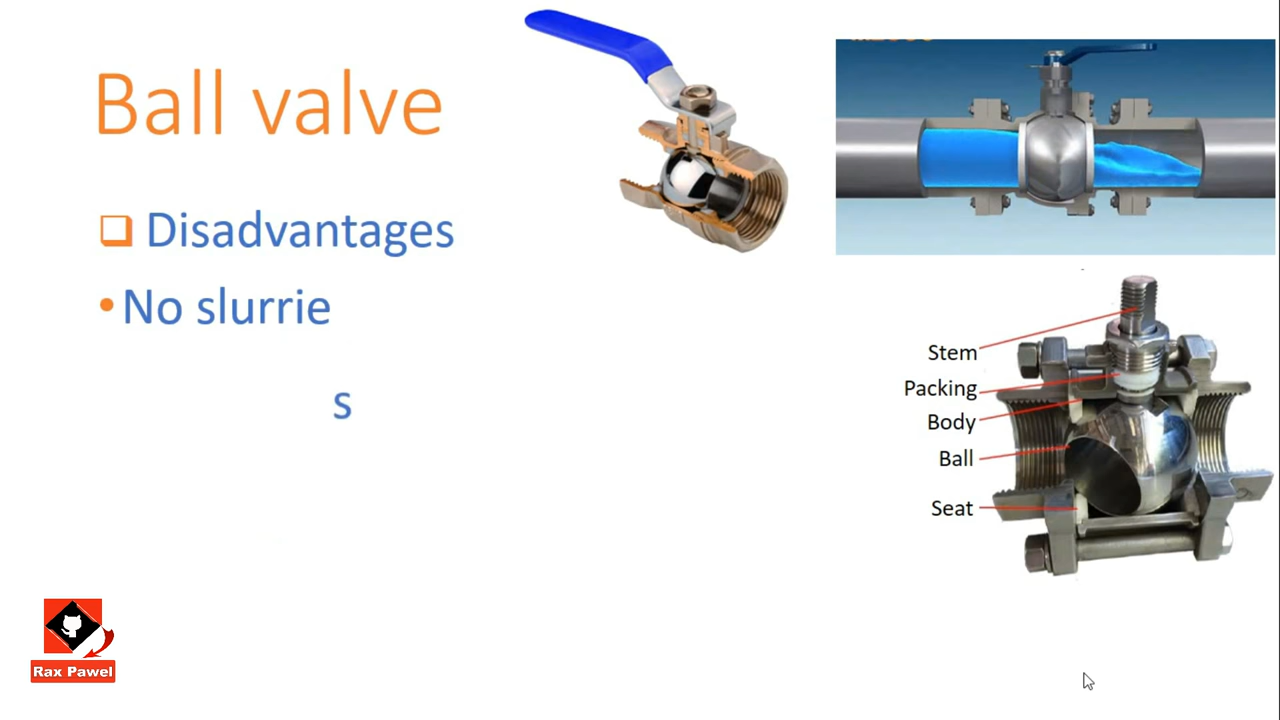 Ball valve
Disadvantages
No slurrie
s
Stem
Packing
Body
Ball
Seat
Rax Pawel